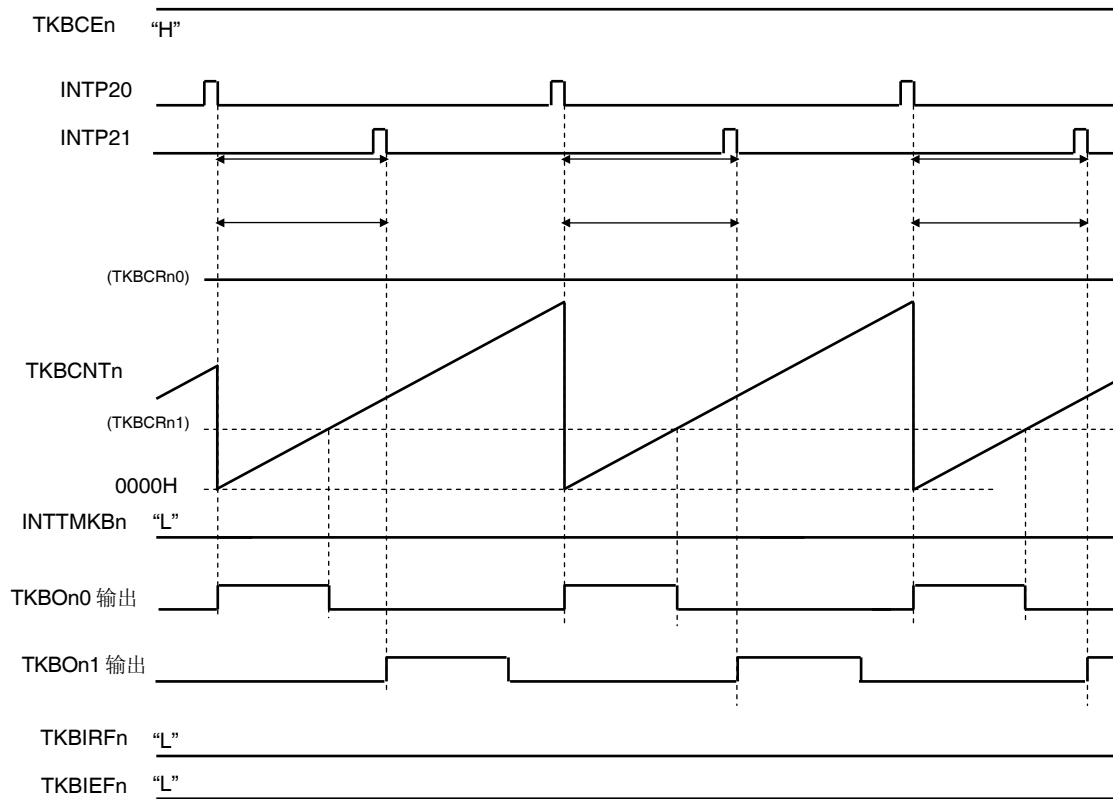 TKBCEn “H”
INTP20
INTP21
(TKBCRn0)
TKBCNTn
(TKBCRn1)
0000H
INTTMKBn “L”
TKBOn0 输出
TKBOn1 输出
TKBIRFn “L”
TKBIEFn “L”